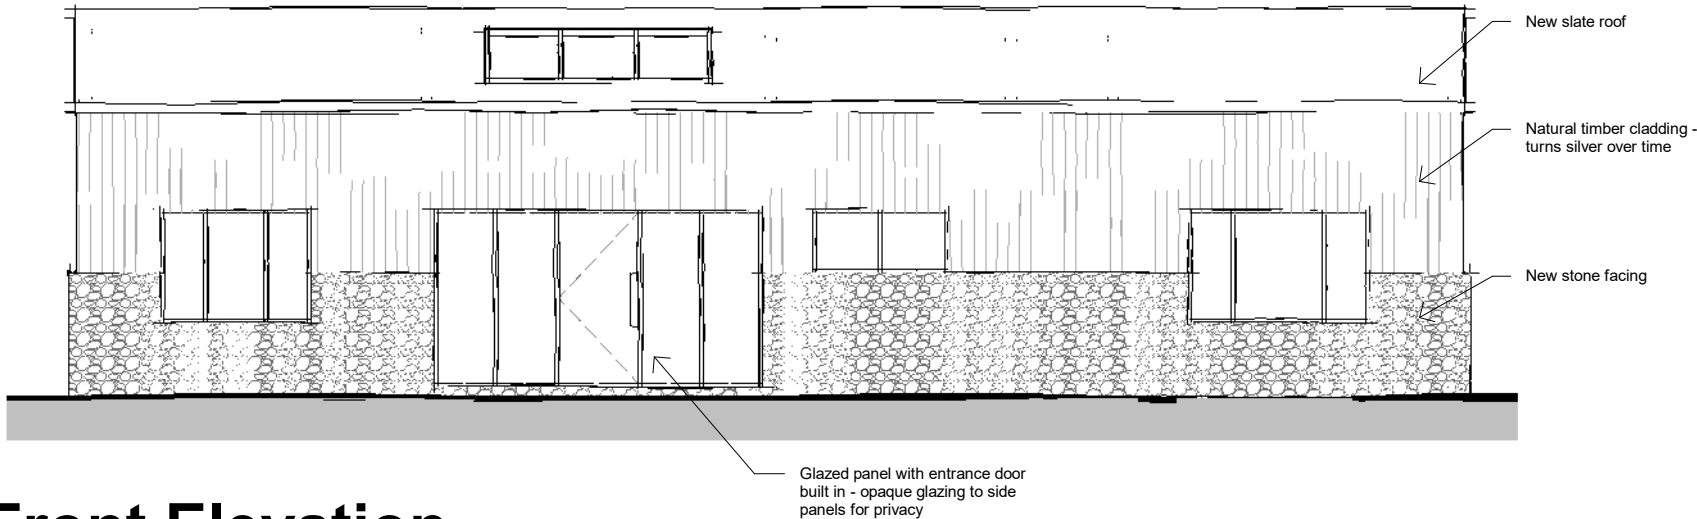 New slate roof
Natural timber cladding -
turns silver over time
New stone facing
Glazed panel with entrance door
built in - opaque glazing to side
panels for privacy
Front Elevation